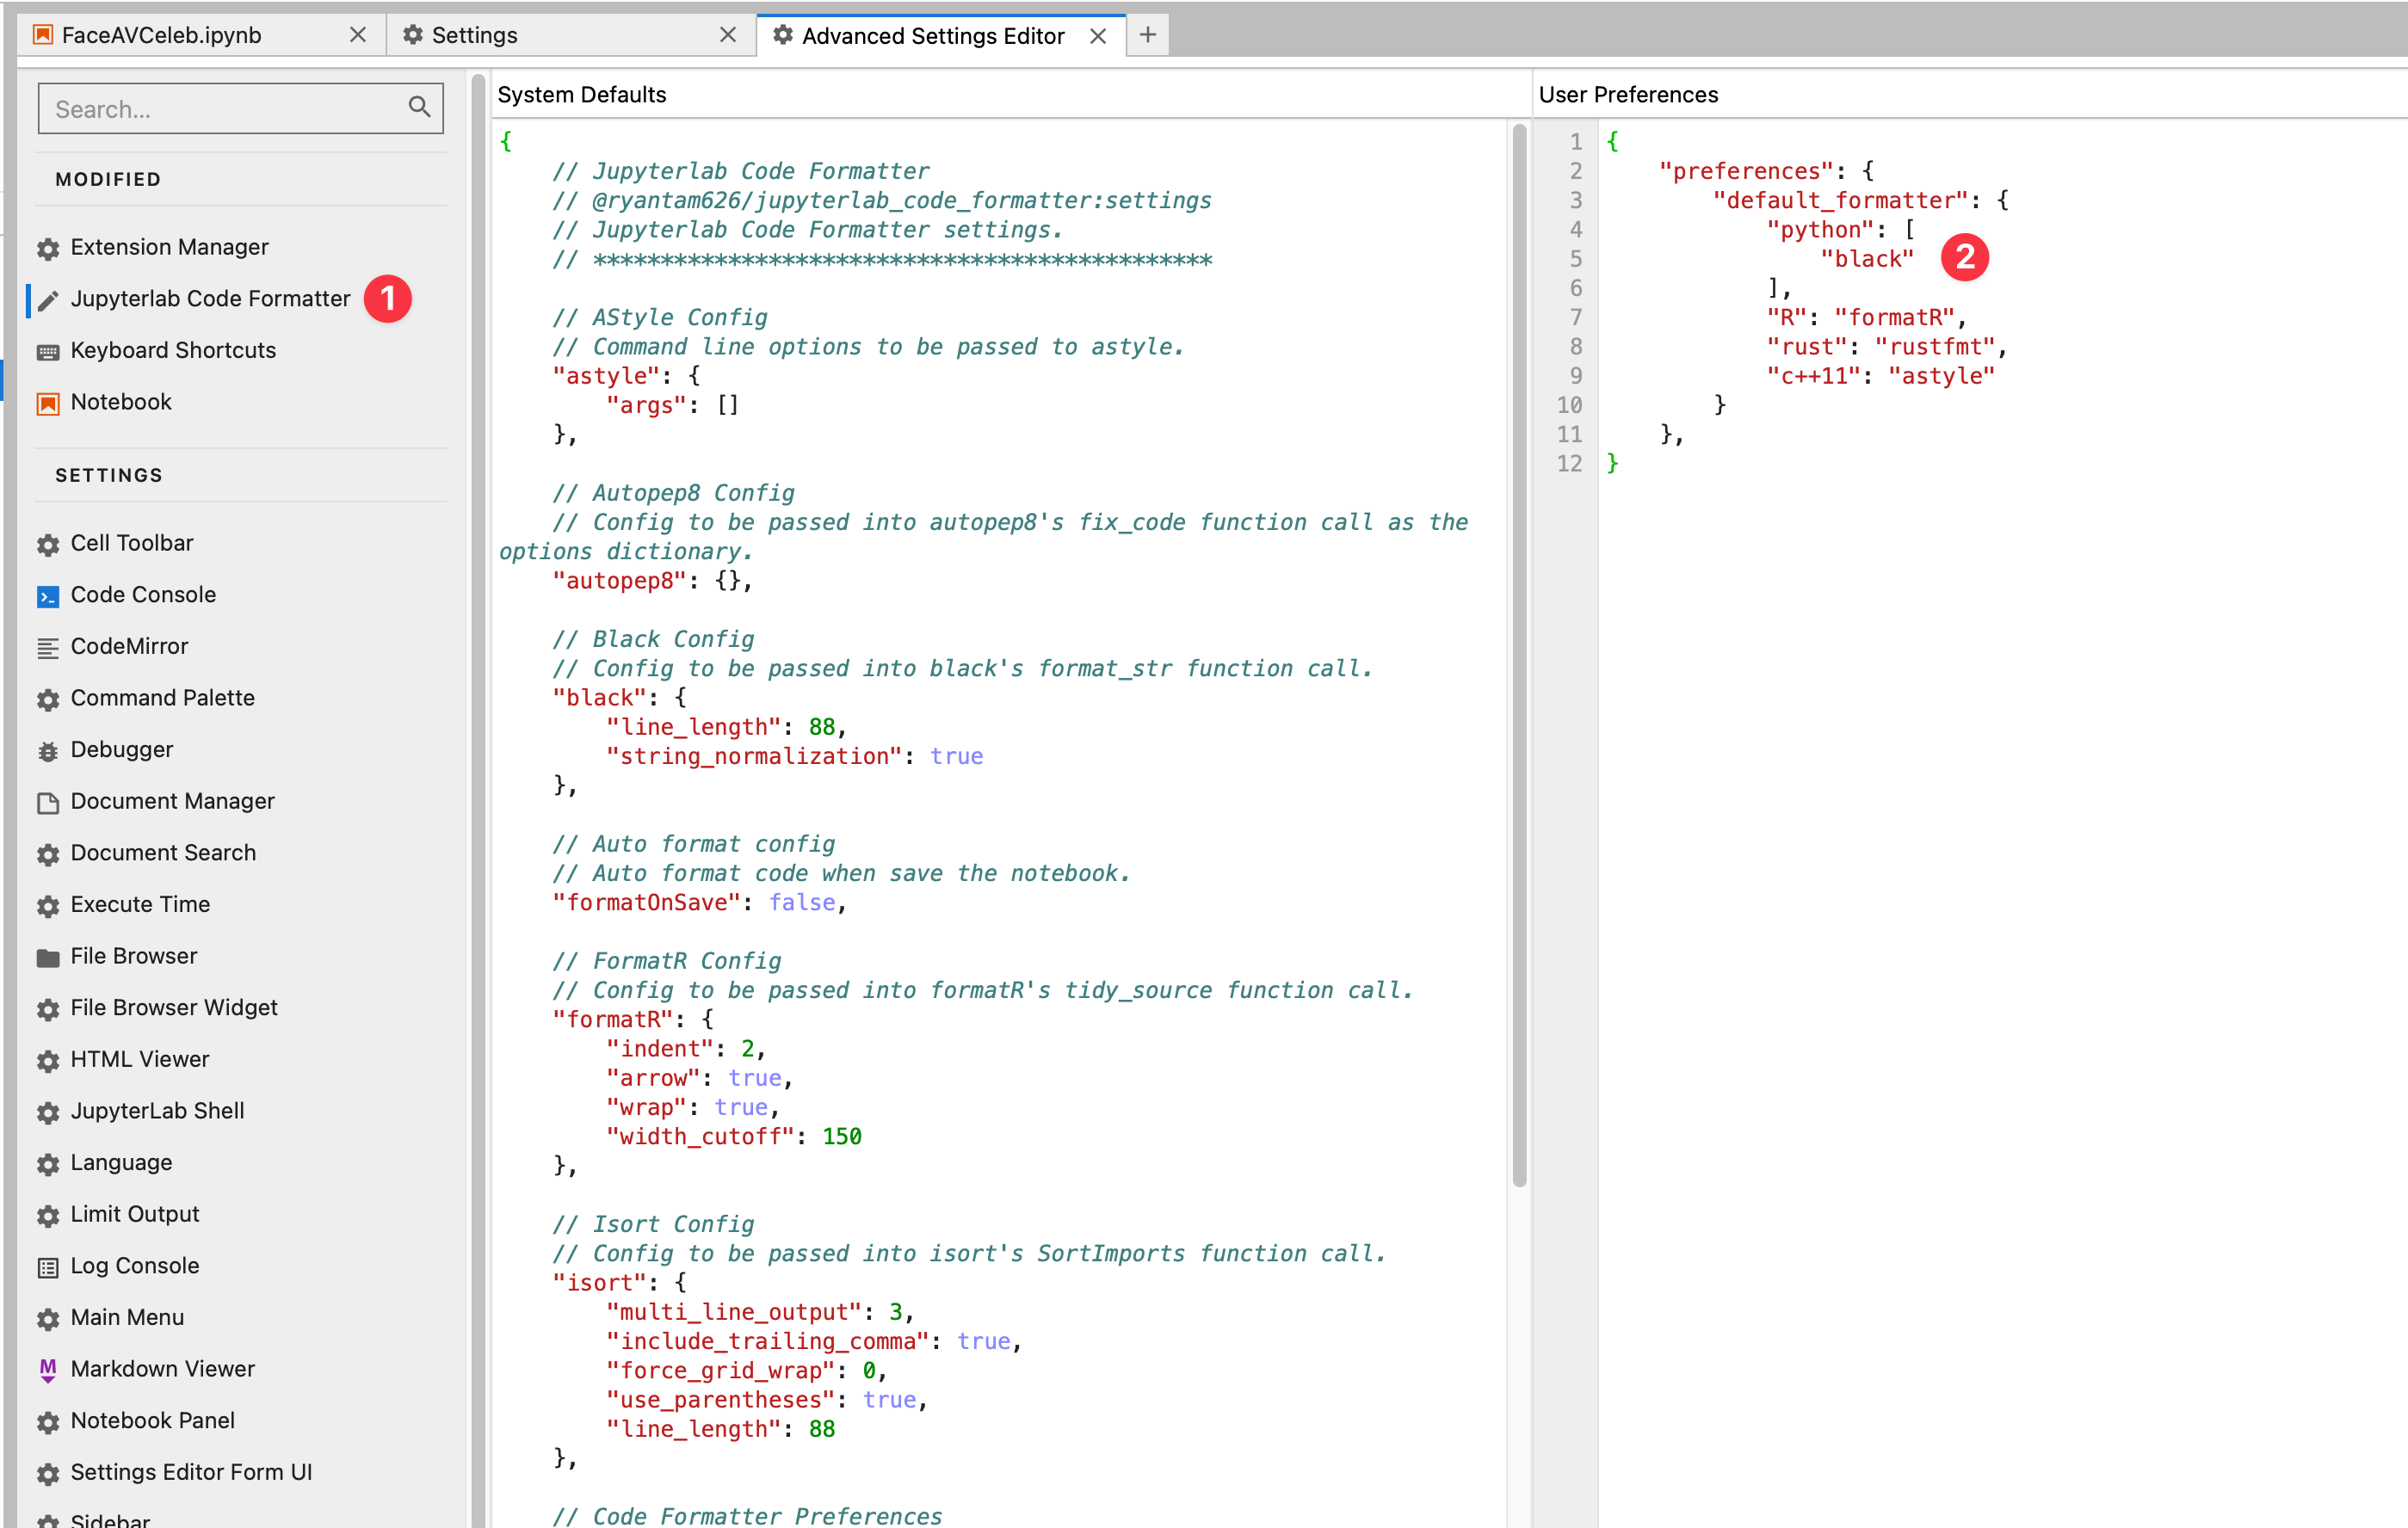 FaceAVCeleb.ipynb
Settings
Advanced Settings Editor
Search...
MODIFIED
Extension Manager
Jupyterlab Code Formatter
1
Keyboard Shortcuts
Notebook
SETTINGS
Cell Toolbar
Code Console
CodeMirror
Command Palette
Debugger
Document Manager
Document Search
Execute Time
File Browser
File Browser Widget
HTML Viewer
JupyterLab Shell
Language
Limit Output
Log Console
Main Menu
Markdown Viewer
Notebook Panel
Settings Editor Form UI
Sidebar
System Defaults
{
    // Jupyterlab Code Formatter
    // @ryantam626/jupyterlab_code_formatter:settings
    // Jupyterlab Code Formatter settings.
    // **********************************************

    // AStyle Config
    // Command line options to be passed to astyle.
    "astyle": {
        "args": []
    },

    // Autopep8 Config
    // Config to be passed into autopep8's fix_code function call as the
options dictionary.
    "autopep8": {},

    // Black Config
    // Config to be passed into black's format_str function call.
    "black": {
        "line_length": 88,
        "string_normalization": true
    },

    // Auto format config
    // Auto format code when save the notebook.
    "formatOnSave": false,

    // FormatR Config
    // Config to be passed into formatR's tidy_source function call.
    "formatR": {
        "indent": 2,
        "arrow": true,
        "wrap": true,
        "width_cutoff": 150
    },

    // Isort Config
    // Config to be passed into isort's SortImports function call.
    "isort": {
        "multi_line_output": 3,
        "include_trailing_comma": true,
        "force_grid_wrap": 0,
        "use_parentheses": true,
        "line_length": 88
    },

    // Code Formatter Preferences
User Preferences
1 {
2     "preferences": {
3         "default_formatter": {
4             "python": [
5                 "black" 2
6             ],
7             "R": "formatR",
8             "rust": "rustfmt",
9             "c++11": "astyle"
10         }
11     },
12 }